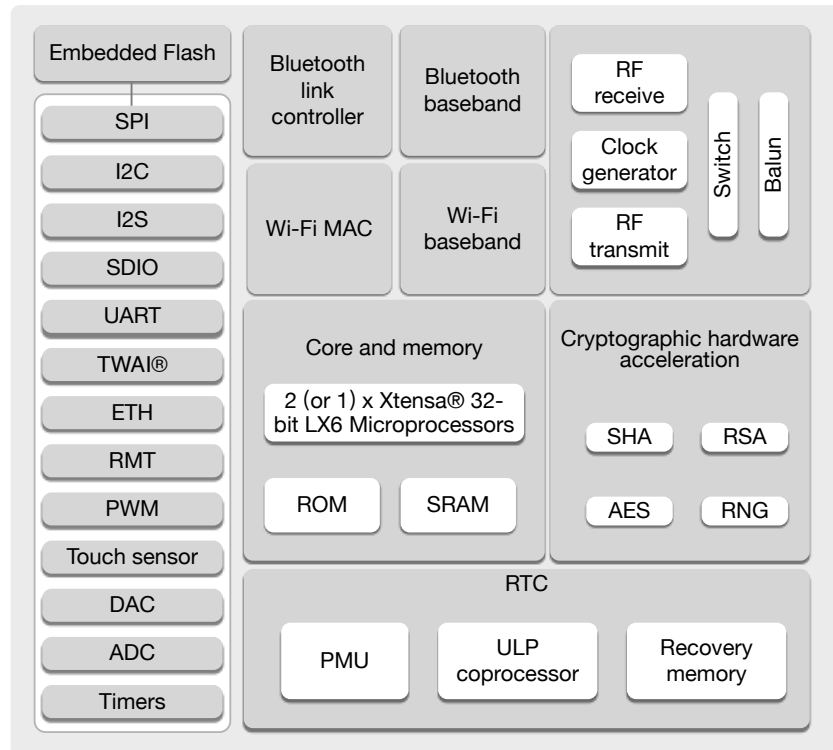 Embedded Flash
SPI
I2C
I2S
SDIO
UART
TWAI®
ETH
RMT
PWM
Touch sensor
DAC
ADC
Timers
Bluetooth
link
controller
Bluetooth
baseband
Wi-Fi MAC
Wi-Fi
baseband
RF
receive
Clock
generator
RF
transmit
Switch
Balun
Core and memory
2 (or 1) x Xtensa® 32-
bit LX6 Microprocessors
ROM
SRAM
Cryptographic hardware
acceleration
SHA
RSA
AES
RNG
RTC
PMU
ULP
coprocessor
Recovery
memory